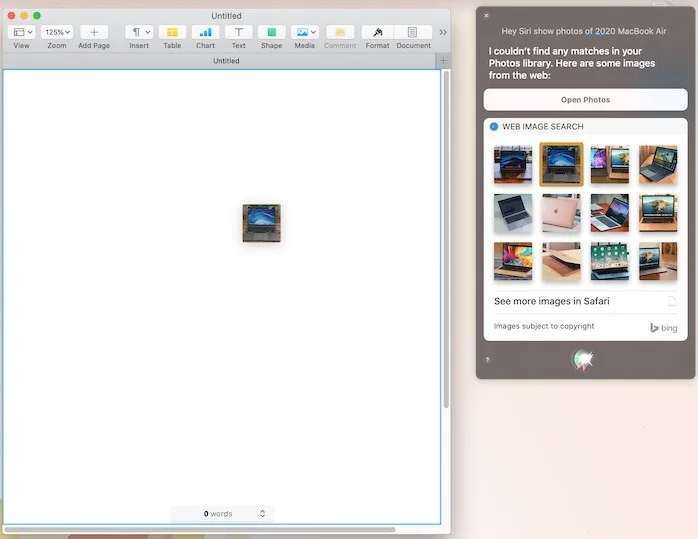 Untitled
125%
View
Zoom
Add Page
Insert
Table
Chart
Text
Shape
Media
Comment
Format
Document
Untitled
0 words
Hey Siri show photos of 2020 MacBook Air
I couldn't find any matches in your
Photos library. Here are some images
from the web:
Open Photos
WEB IMAGE SEARCH
See more images in Safari
Images subject to copyright
bing
?